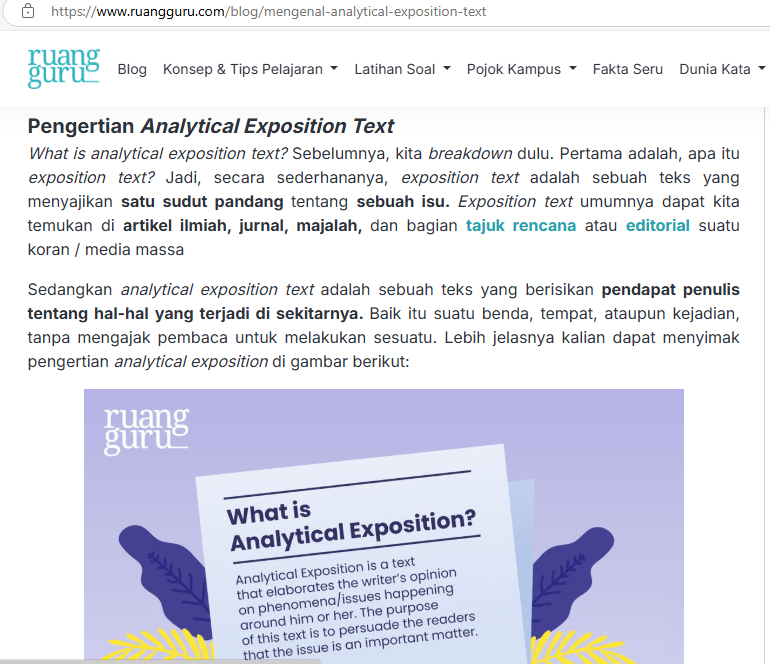 https://www.ruangguru.com/blog/mengenal-analytical-exposition-text
ruang
guru
Blog Konsep & Tips Pelajaran Latihan Soal Pojok Kampus Fakta Seru Dunia Kata
Pengertian Analytical Exposition Text
What is analytical exposition text? Sebelumnya, kita breakdown dulu. Pertama adalah, apa itu
exposition text? Jadi, secara sederhananya, exposition text adalah sebuah teks yang
menyajikan satu sudut pandang tentang sebuah isu. Exposition text umumnya dapat kita
temukan di artikel ilmiah, jurnal, majalah, dan bagian tajuk rencana atau editorial suatu
koran / media massa
Sedangkan analytical exposition text adalah sebuah teks yang berisikan pendapat penulis
tentang hal-hal yang terjadi di sekitarnya. Baik itu suatu benda, tempat, ataupun kejadian,
tanpa mengajak pembaca untuk melakukan sesuatu. Lebih jelasnya kalian dapat menyimak
pengertian analytical exposition di gambar berikut:
ruang
guru
What is
Analytical Exposition?
Analytical Exposition is a text
that elaborates the writer's opinion
on phenomena/issues happening
around him or her. The purpose
of this text is to persuade the readers
that the issue is an important matter.